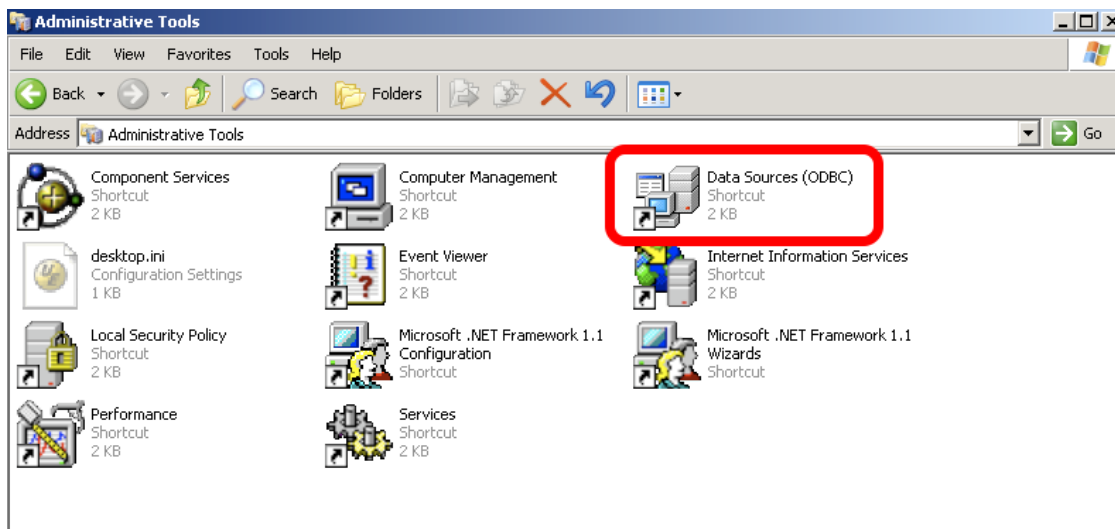 Administrative Tools
File Edit View Favorites Tools Help
Back Search Folders
Address Administrative Tools Go
Component Services
Shortcut
2 KB
Computer Management
Shortcut
2 KB
Data Sources (ODBC)
Shortcut
2 KB
desktop.ini
Configuration Settings
1 KB
Event Viewer
Shortcut
2 KB
Internet Information Services
Shortcut
2 KB
Local Security Policy
Shortcut
2 KB
Microsoft .NET Framework 1.1
Configuration
Shortcut
Microsoft .NET Framework 1.1
Wizards
Shortcut
Performance
Shortcut
2 KB
Services
Shortcut
2 KB